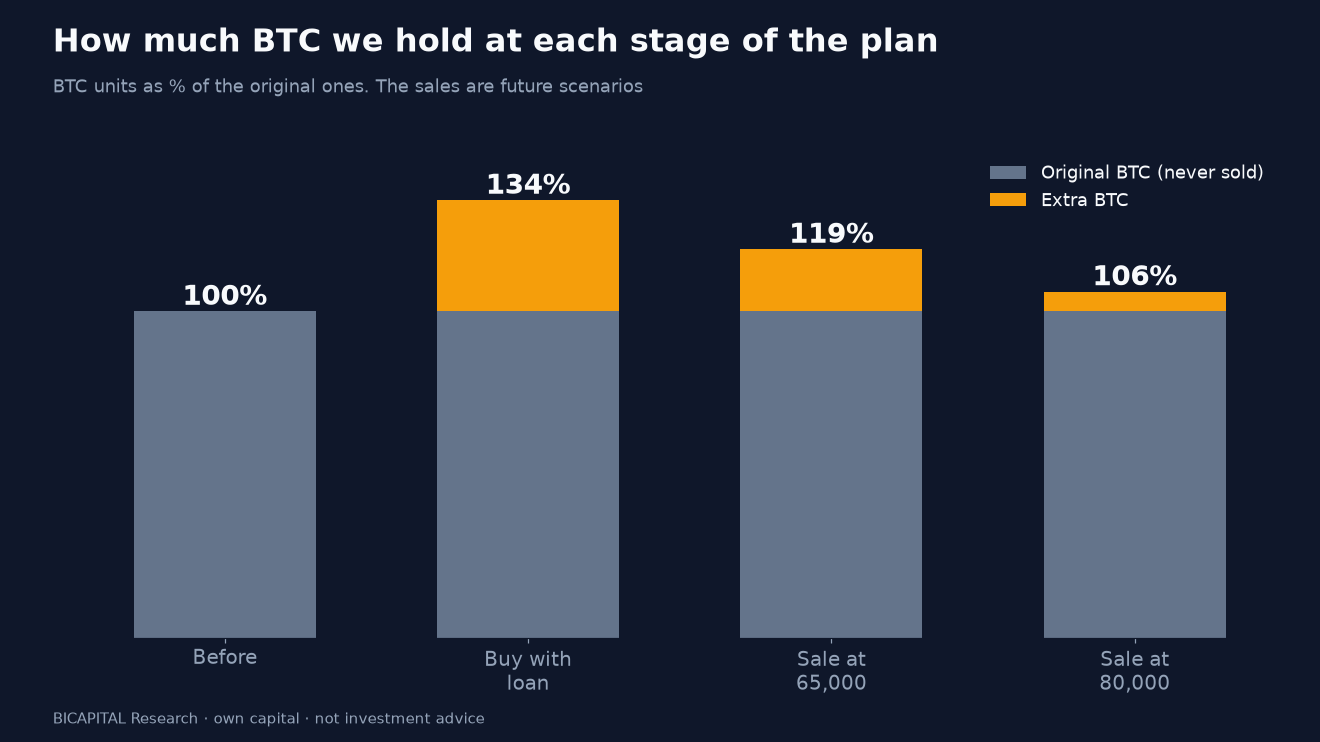 How much BTC we hold at each stage of the plan
BTC units as % of the original ones. The sales are future scenarios
Original BTC (never sold)
Extra BTC
100%
134%
119%
106%
Before
Buy with
loan
Sale at
65,000
Sale at
80,000
BICAPITAL Research · own capital · not investment advice